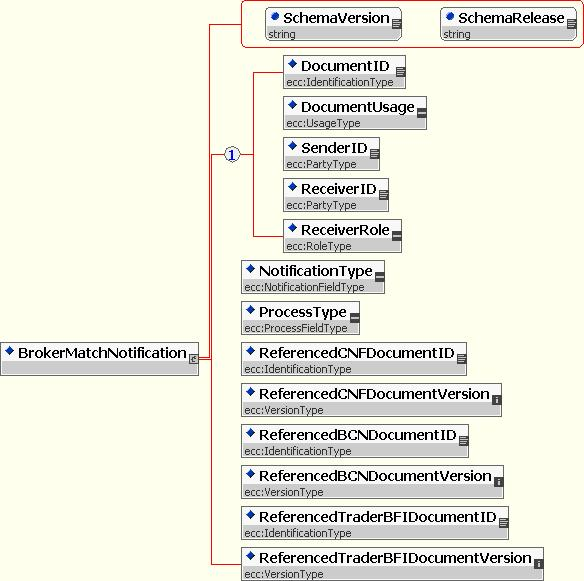 SchemaVersion
string
SchemaRelease
string
DocumentID
ecc:IdentificationType
DocumentUsage
ecc:UsageType
1
SenderID
ecc:PartyType
ReceiverID
ecc:PartyType
ReceiverRole
ecc:RoleType
NotificationType
ecc:NotificationFieldType
ProcessType
ecc:ProcessFieldType
BrokerMatchNotification
ReferencedCNFDocumentID
ecc:IdentificationType
ReferencedCNFDocumentVersion
ecc:VersionType
ReferencedBCNDocumentID
ecc:IdentificationType
ReferencedBCNDocumentVersion
ecc:VersionType
ReferencedTraderBFIDocumentID
ecc:IdentificationType
ReferencedTraderBFIDocumentVersion
ecc:VersionType